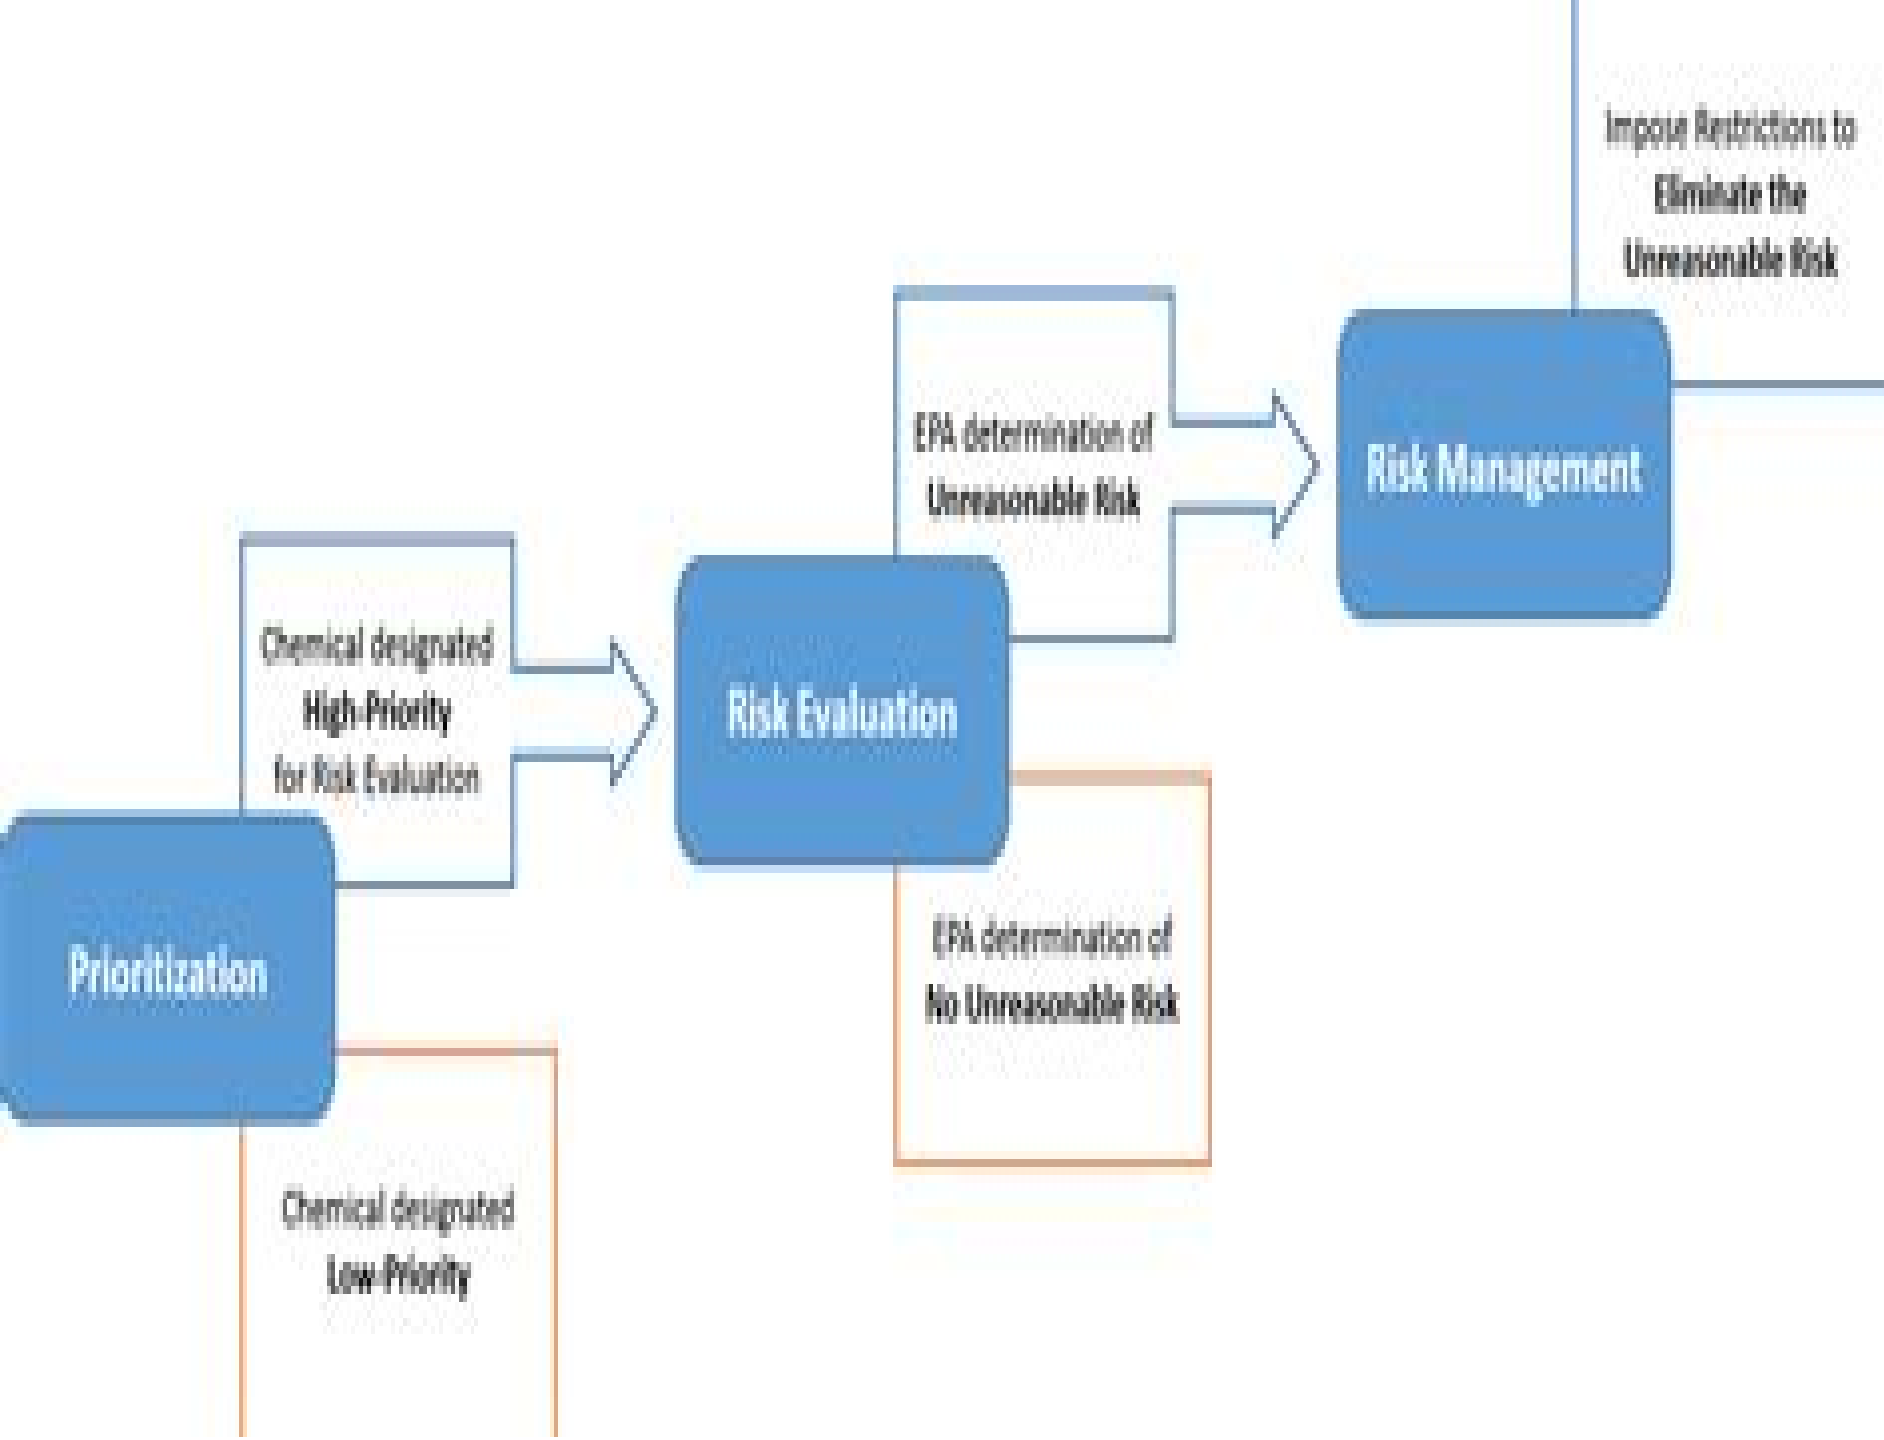 Impose Restrictions to
Eliminate the
Unreasonable Risk
EPA determination of
Unreasonable Risk
Risk Management
Chemical designated
High-Priority
for Risk Evaluation
Risk Evaluation
EPA determination of
No Unreasonable Risk
Prioritization
Chemical designated
Low-Priority